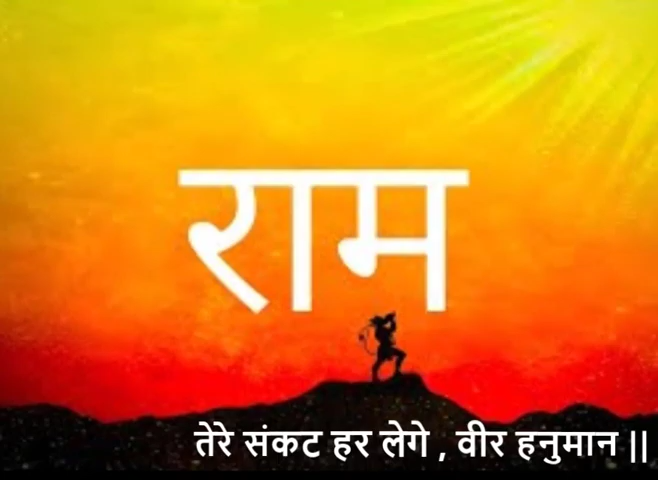 राम
तेरे संकट हर लेगे , वीर हनुमान ||